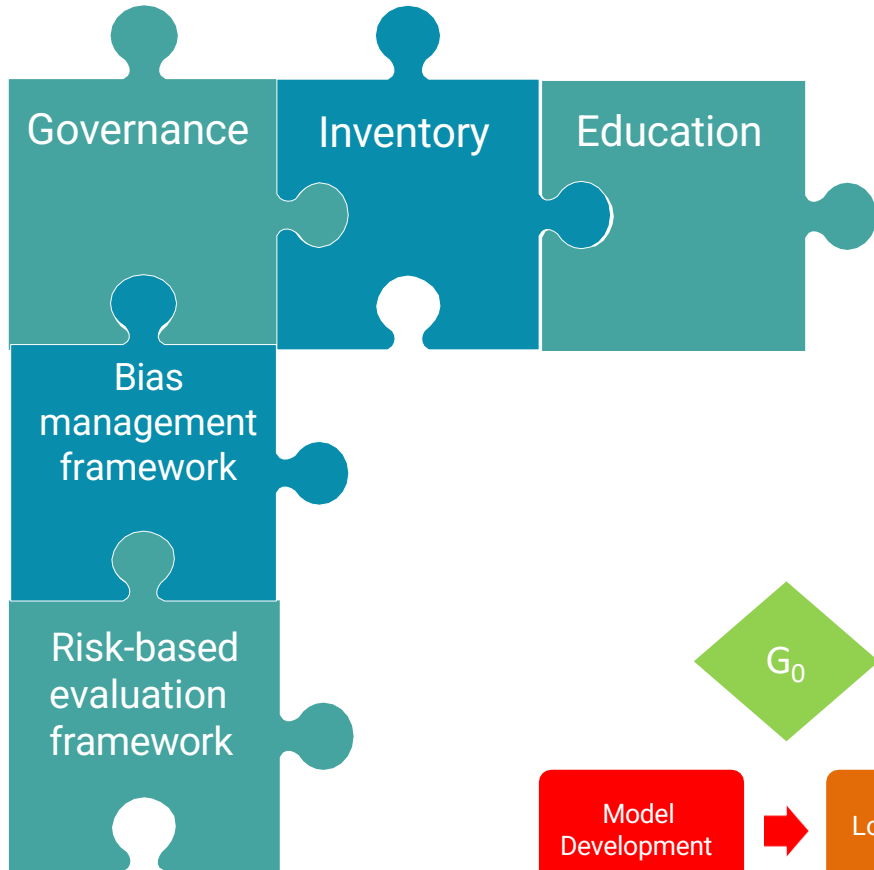 Governance
Inventory
Education
Bias
management
framework
Risk-based
evaluation
framework
G₀
Model
Development